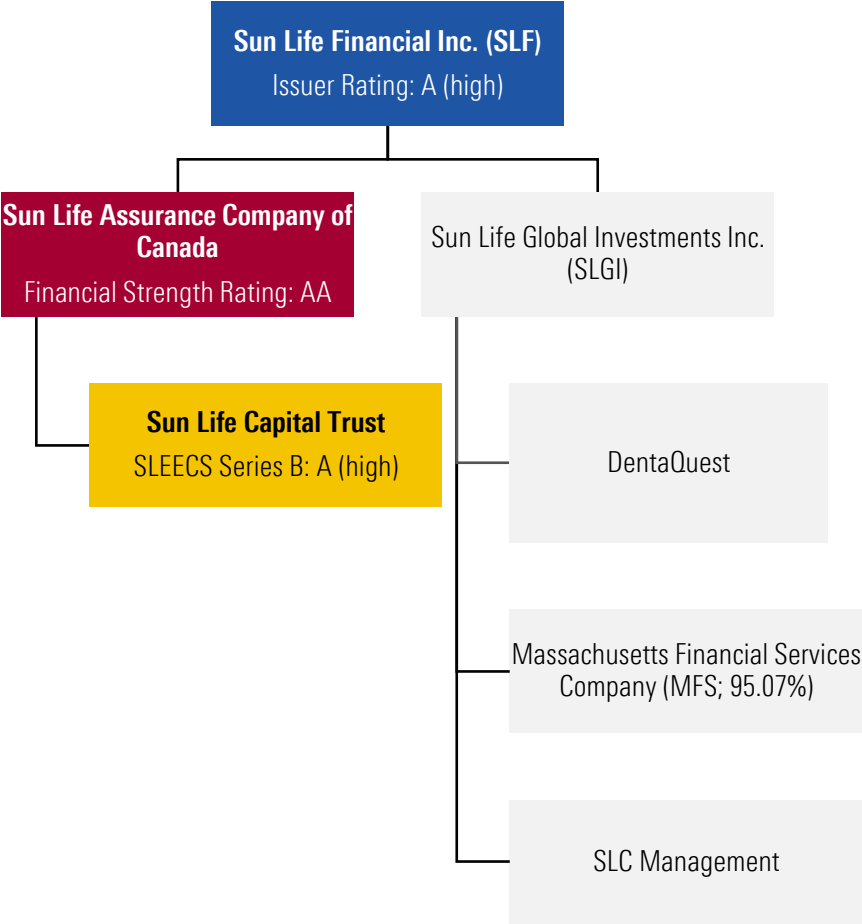 Sun Life Financial Inc. (SLF)
Issuer Rating: A (high)
Sun Life Assurance Company of
Canada
Financial Strength Rating: AA
Sun Life Global Investments Inc.
(SLGI)
Sun Life Capital Trust
SLEECS Series B: A (high)
DentaQuest
Massachusetts Financial Services
Company (MFS; 95.07%)
SLC Management